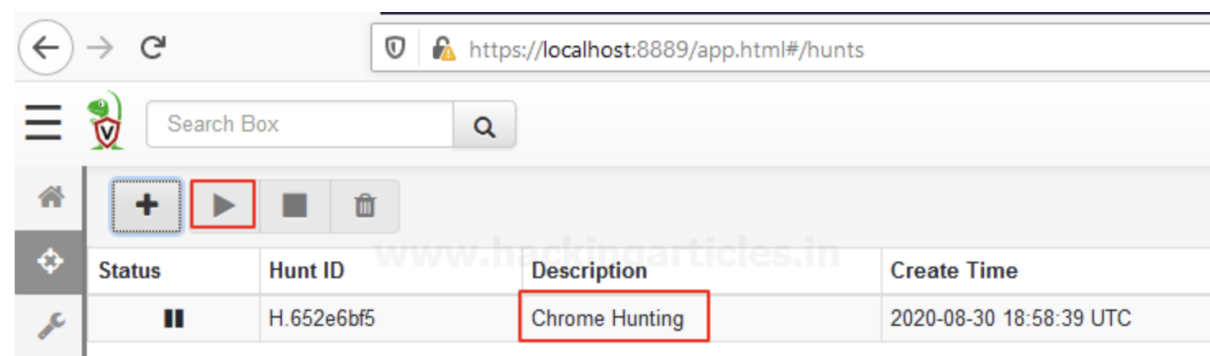 https://localhost:8889/app.html#/hunts
V
Search Box
www.hackingarticles.in
Status Hunt ID Description Create Time
H.652e6bf5 Chrome Hunting 2020-08-30 18:58:39 UTC